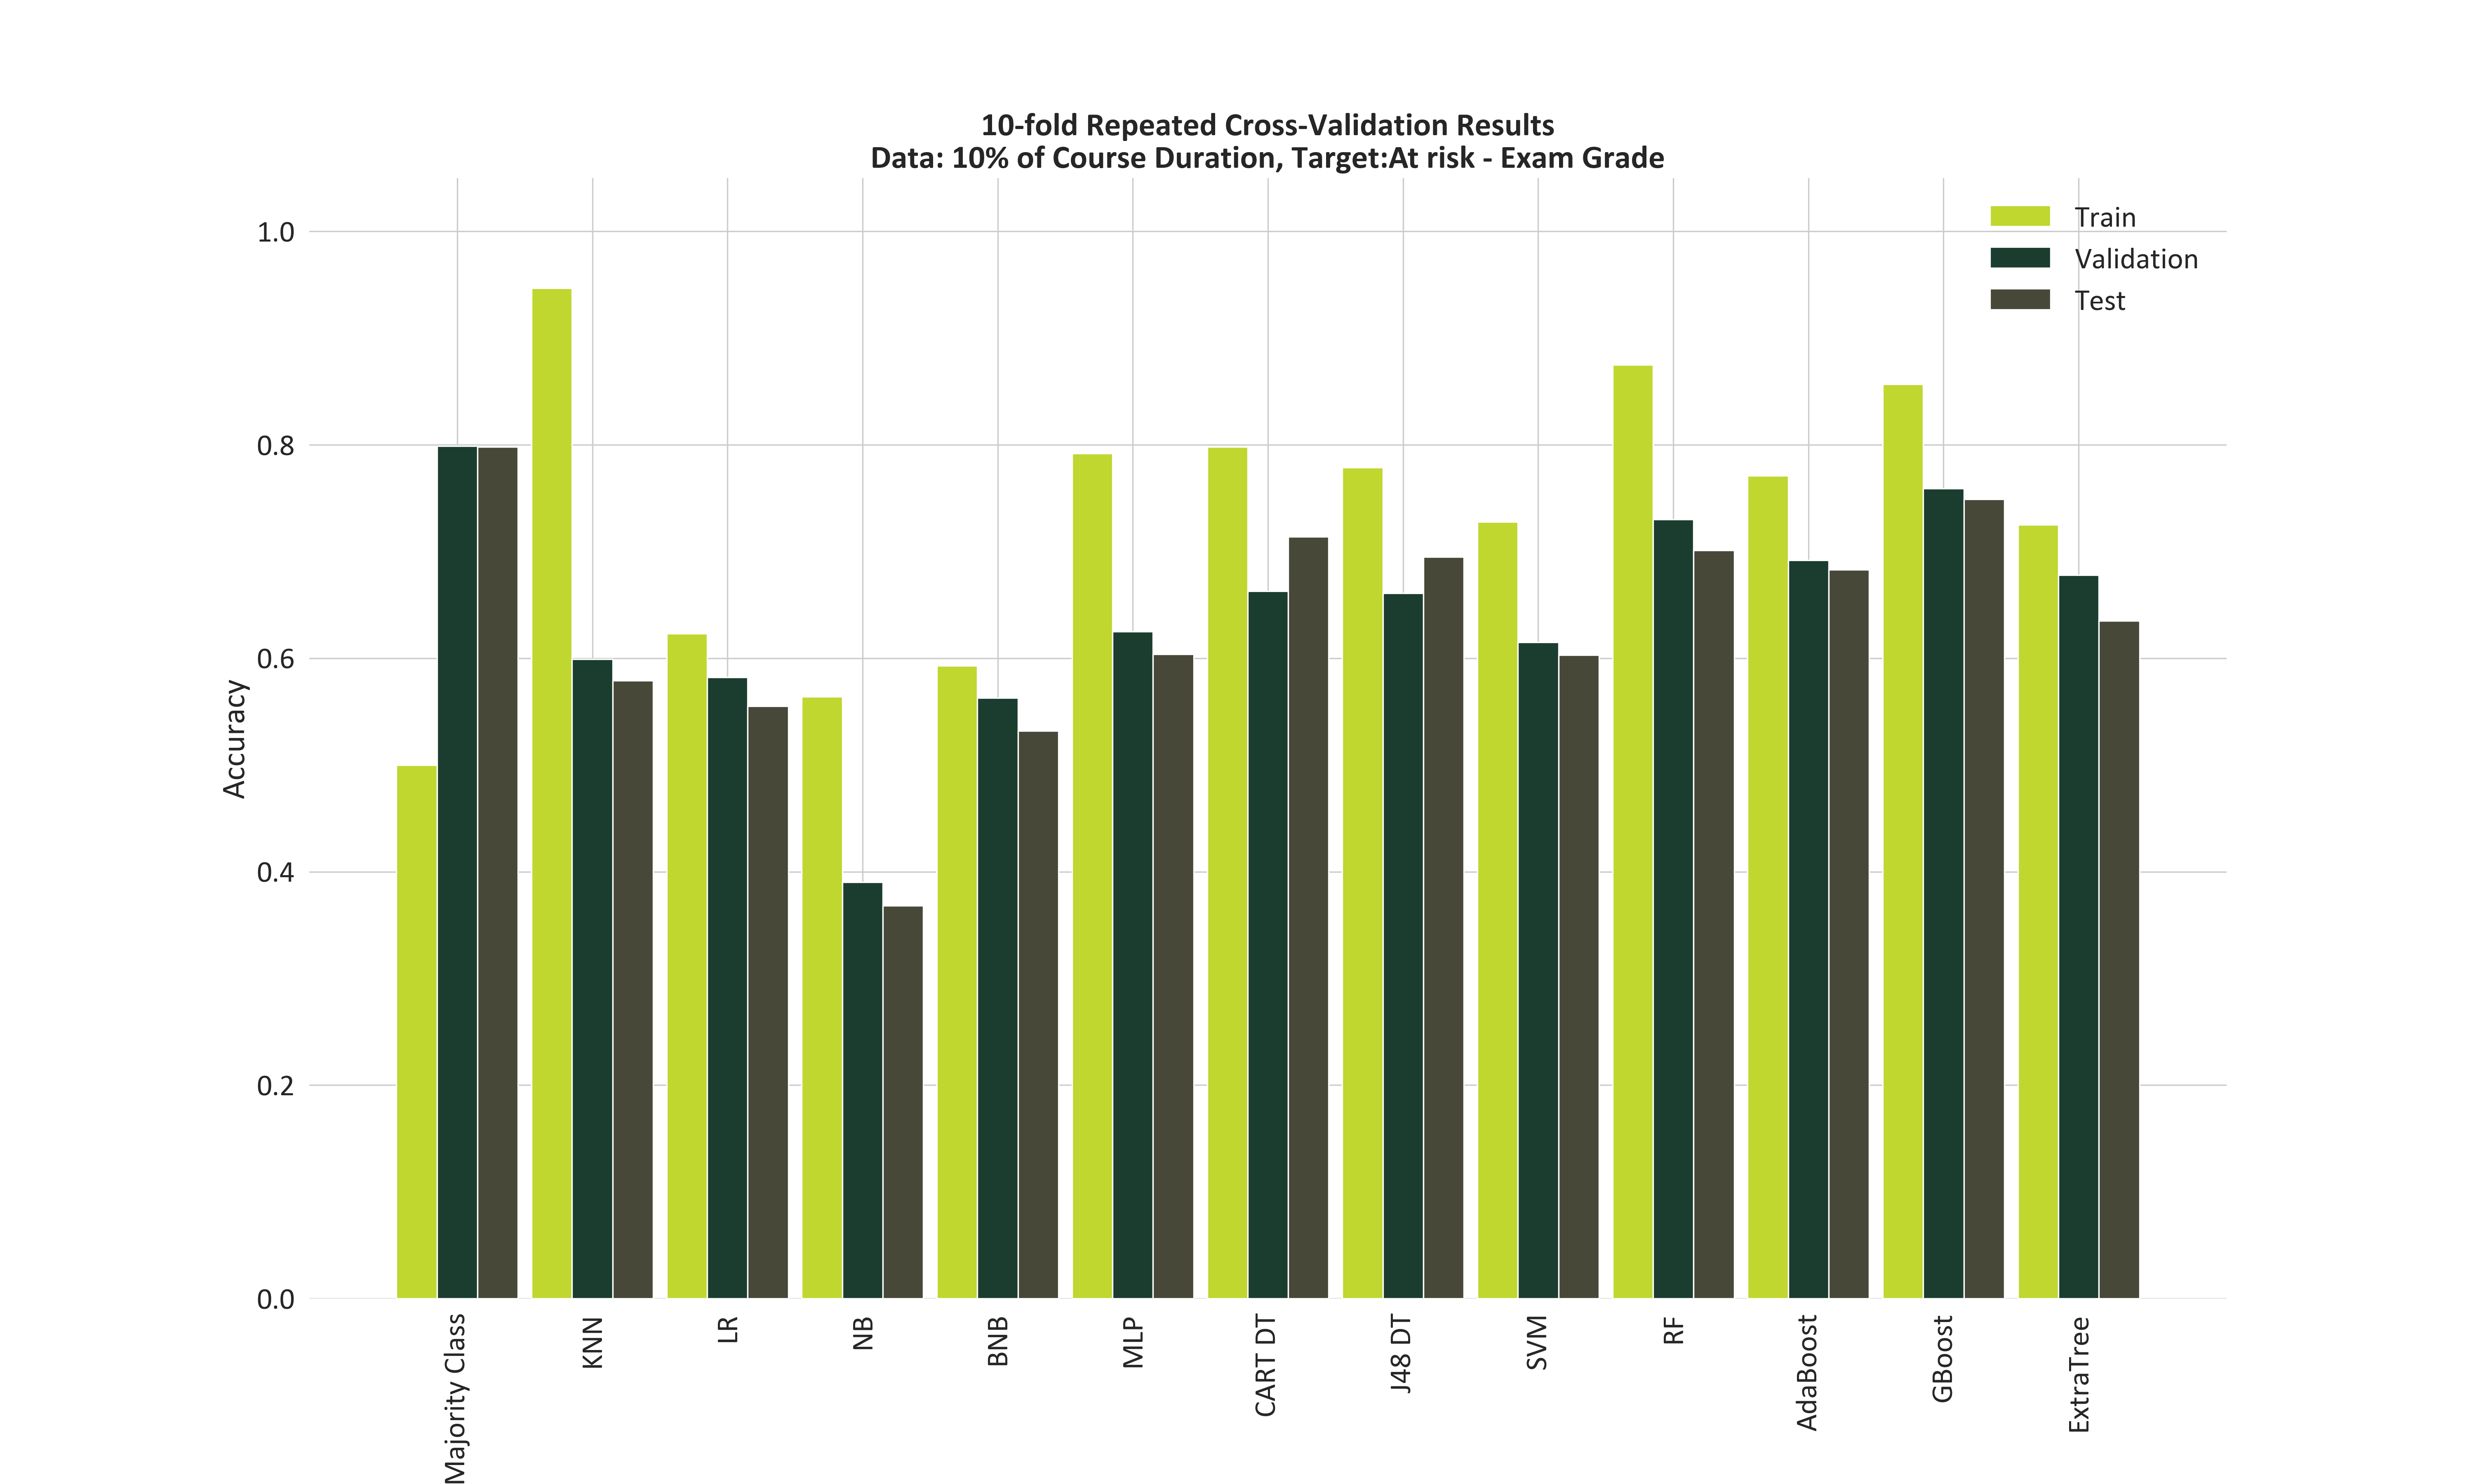 10-fold Repeated Cross-Validation Results
Data: 10% of Course Duration, Target:At risk - Exam Grade
Train
Validation
Test
Accuracy
1.0
0.8
0.6
0.4
0.2
0.0
Majority Class
KNN
LR
NB
BNB
MLP
CART DT
J48 DT
SVM
RF
AdaBoost
GBoost
ExtraTree